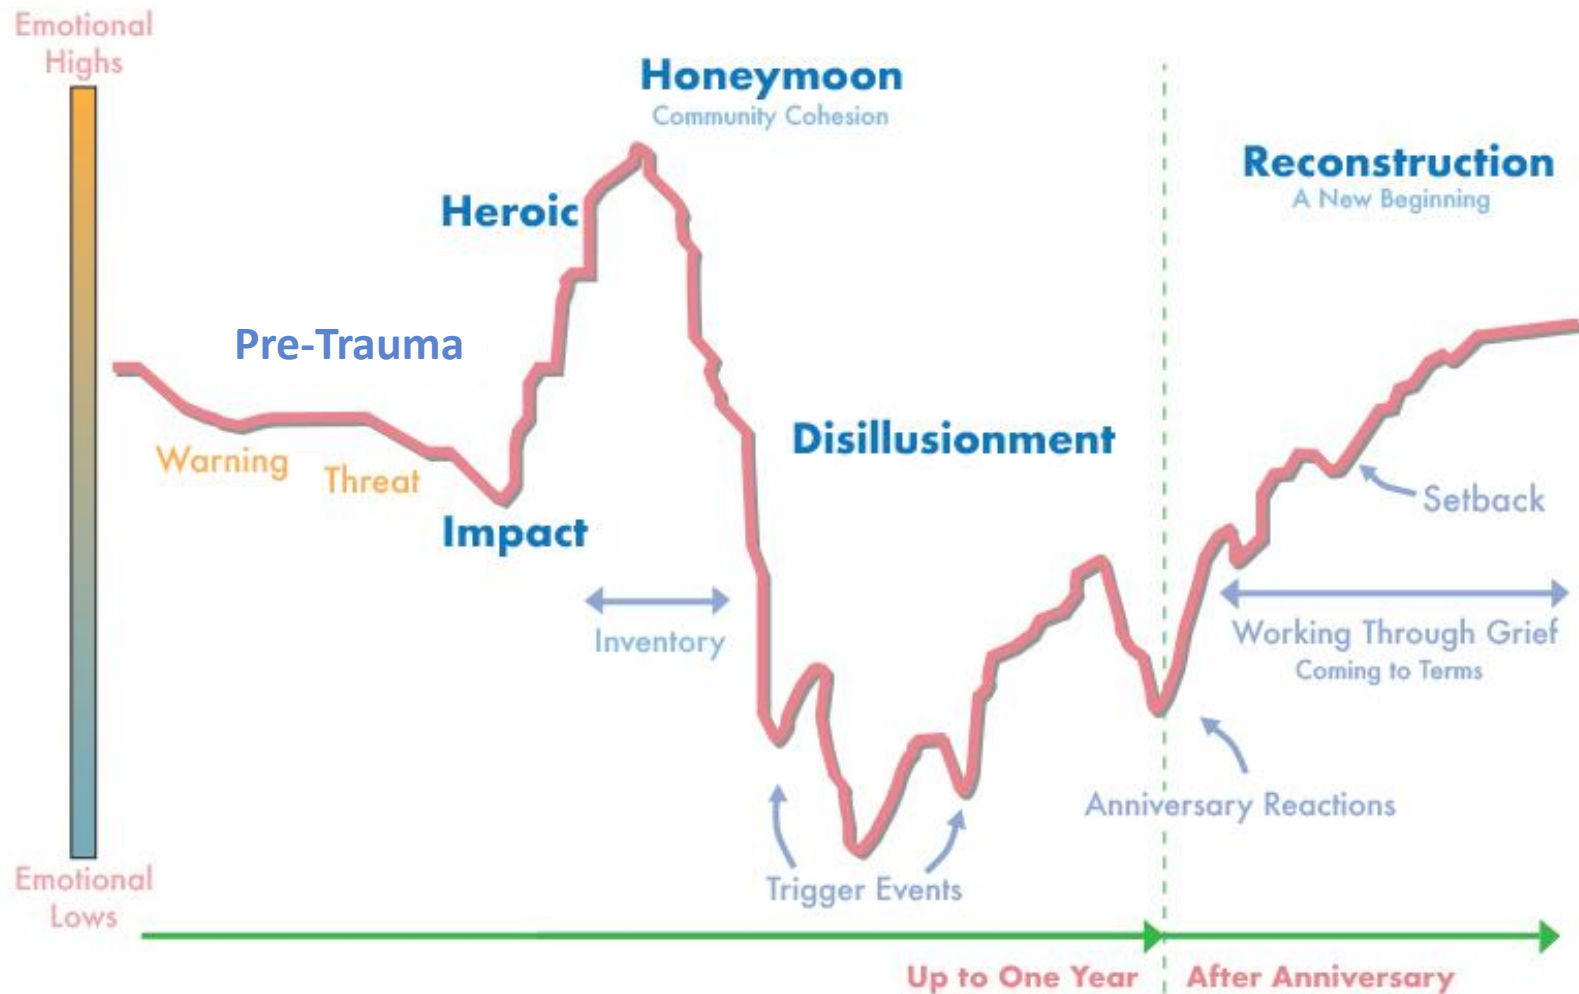 Emotional
Highs
Honeymoon
Community Cohesion
Reconstruction
A New Beginning
Heroic
Pre-Trauma
Warning
Threat
Disillusionment
Impact
Setback
Inventory
Working Through Grief
Coming to Terms
Anniversary Reactions
Trigger Events
Emotional
Lows
Up to One Year
After Anniversary